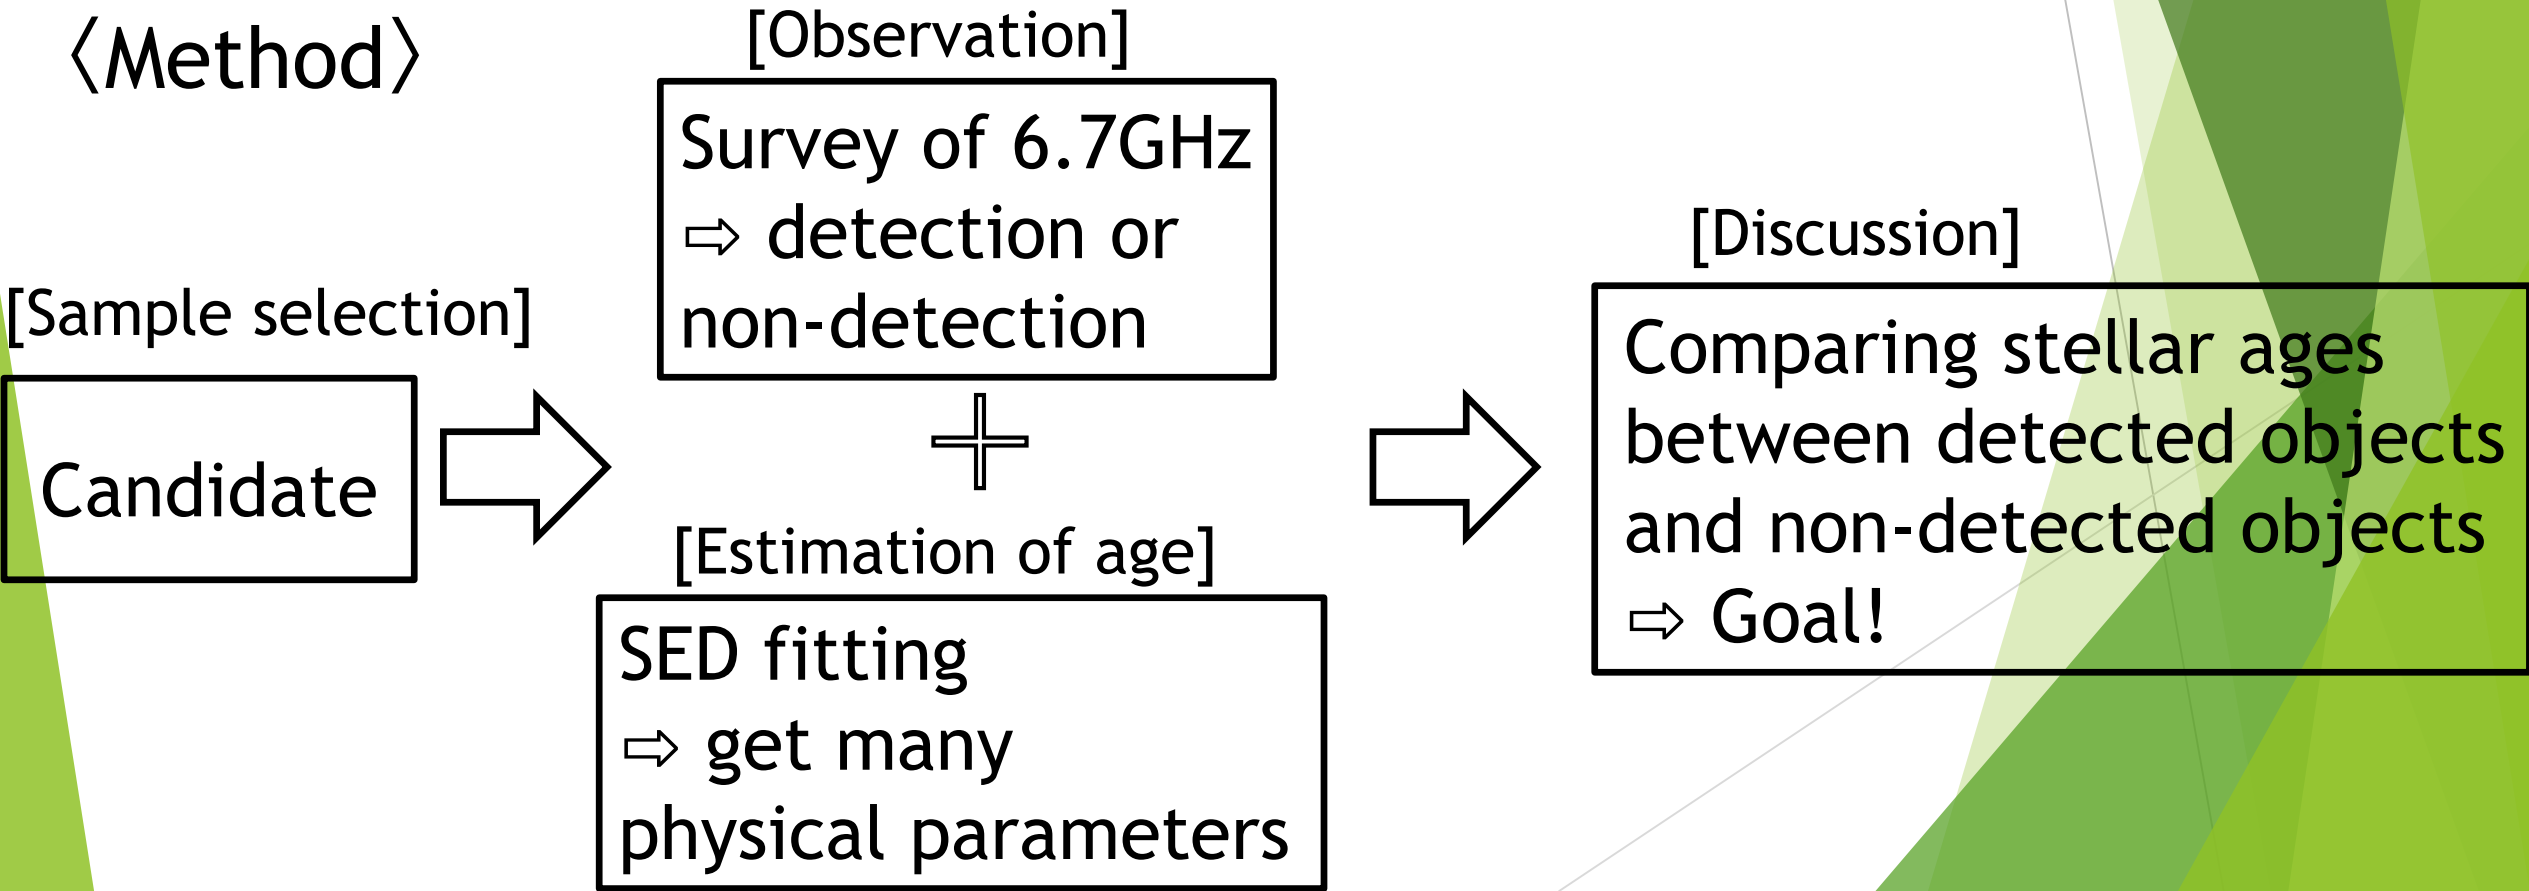 〈Method〉
[Sample selection]
Candidate
[Observation]
Survey of 6.7GHz
⇨ detection or
non-detection
[Estimation of age]
SED fitting
⇨ get many
physical parameters
[Discussion]
Comparing stellar ages
between detected objects
and non-detected objects
⇨ Goal!